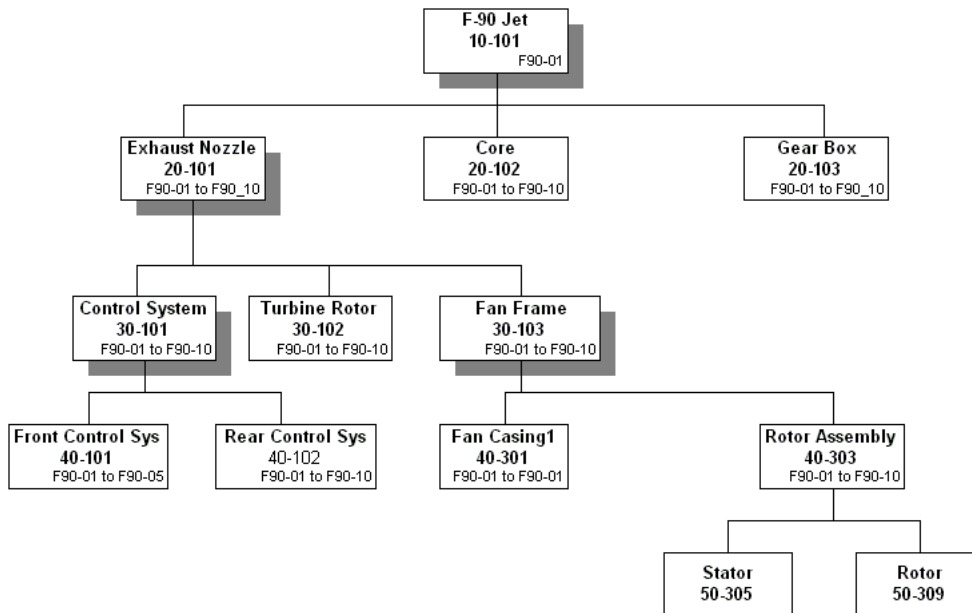 F-90 Jet
10-101
F90-01
Exhaust Nozzle
20-101
F90-01 to F90_10
Core
20-102
F90-01 to F90-10
Gear Box
20-103
F90-01 to F90_10
Control System
30-101
F90-01 to F90-10
Turbine Rotor
30-102
F90-01 to F90-10
Fan Frame
30-103
F90-01 to F90-10
Front Control Sys
40-101
F90-01 to F90-05
Rear Control Sys
40-102
F90-01 to F90-10
Fan Casing1
40-301
F90-01 to F90-01
Rotor Assembly
40-303
F90-01 to F90-10
Stator
50-305
Rotor
50-309